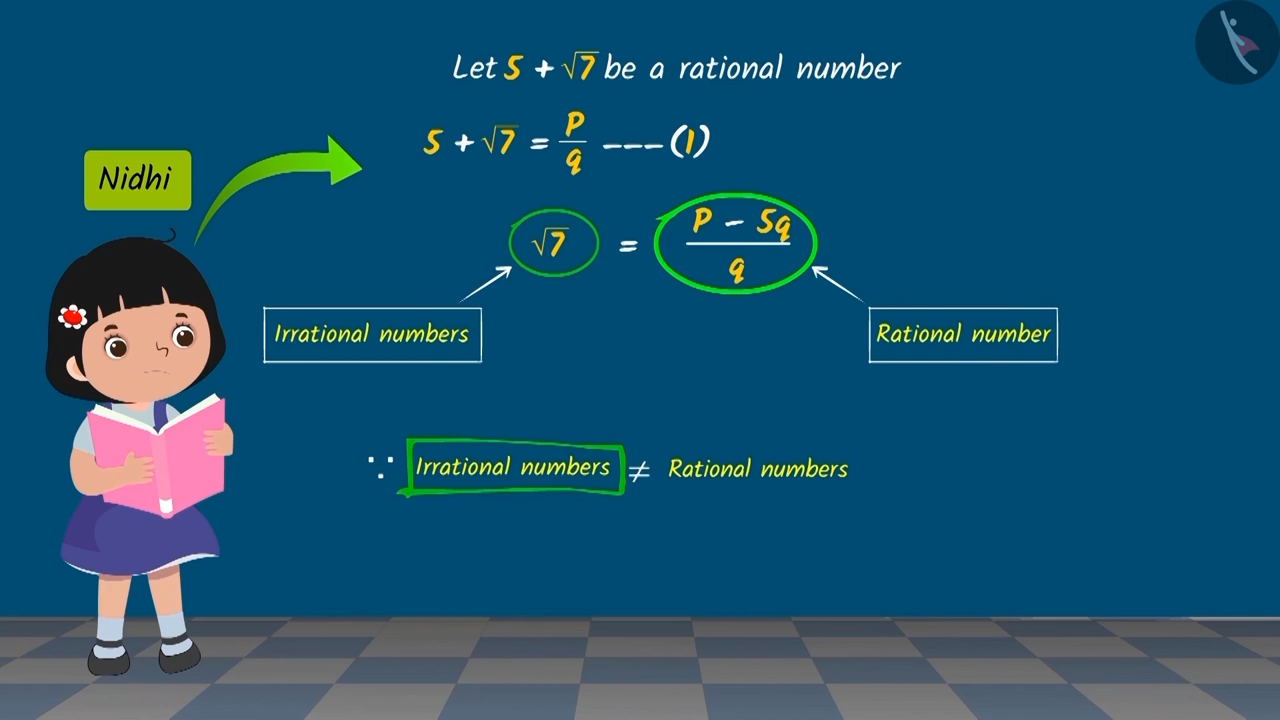 Let 5 + √7 be a rational number
5 + √7 = P/q --- (1)
Nidhi
√7 = P - 5q/q
Irrational numbers
Rational number
∵ Irrational numbers ≠ Rational numbers